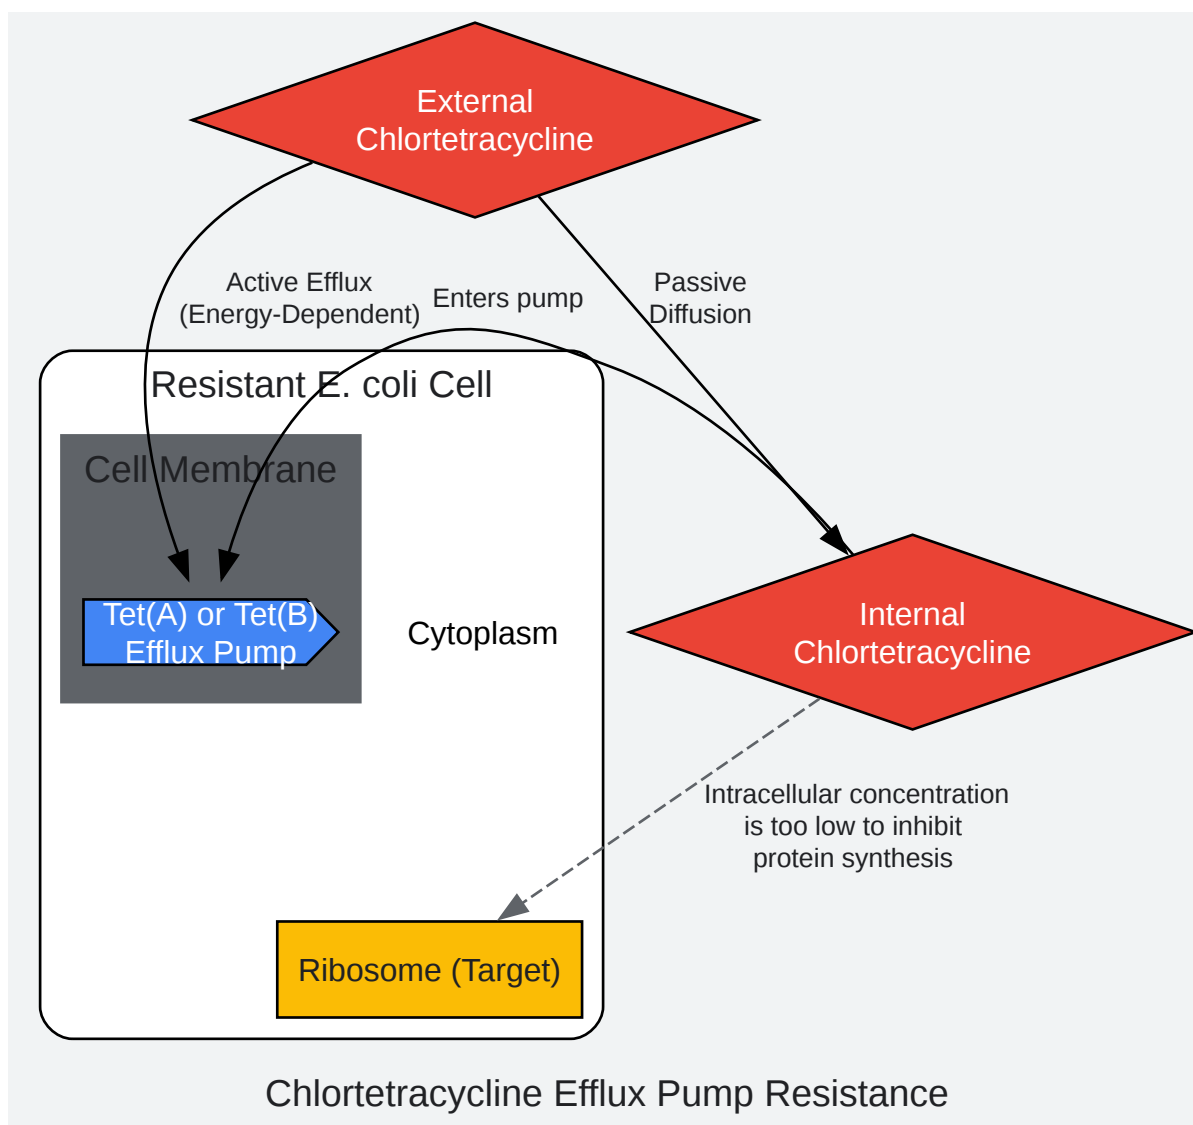 External
Chlortetracycline
Active Efflux
(Energy-Dependent)
Enters pump
Passive
Diffusion
Resistant E. coli Cell
Cell Membrane
Tet(A) or Tet(B)
Efflux Pump
Cytoplasm
Internal
Chlortetracycline
Intracellular concentration
is too low to inhibit
protein synthesis
Ribosome (Target)
Chlortetracycline Efflux Pump Resistance